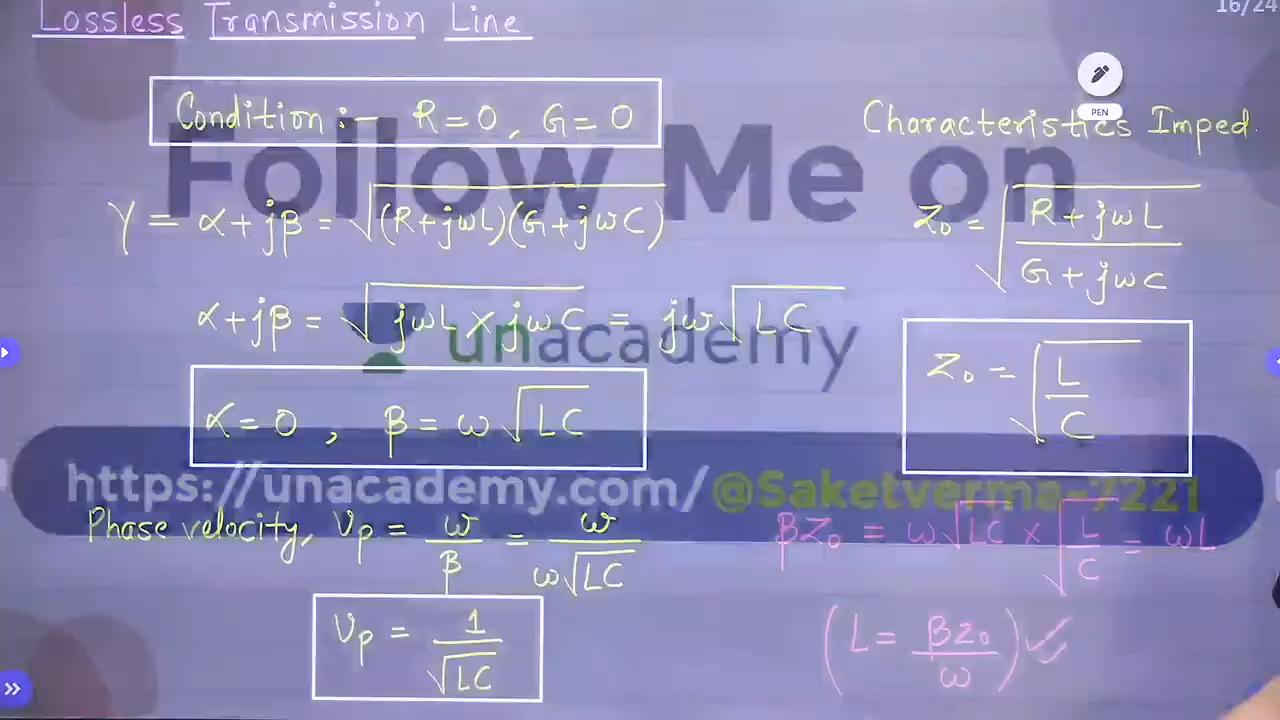 Lossless Transmission Line
16/24
Condition :- R=0, G=0
PEN
Characteristics Imped.
Follow Me on
γ = α+jβ = √(R+jωL)(G+jωC)
Z₀ = √(R+jωL / G+jωC)
α+jβ = √jωL×jωC = jω√LC
unacademy
Z₀ = √(L/C)
α=0, β=ω√LC
https://unacademy.com/@Saketverma-7221
Phase velocity, Vp = ω/β = ω/ω√LC
βZ₀ = ω√LC × √(L/C) = ωL
Vp = 1/√LC
(L = βZ₀/ω) ✓